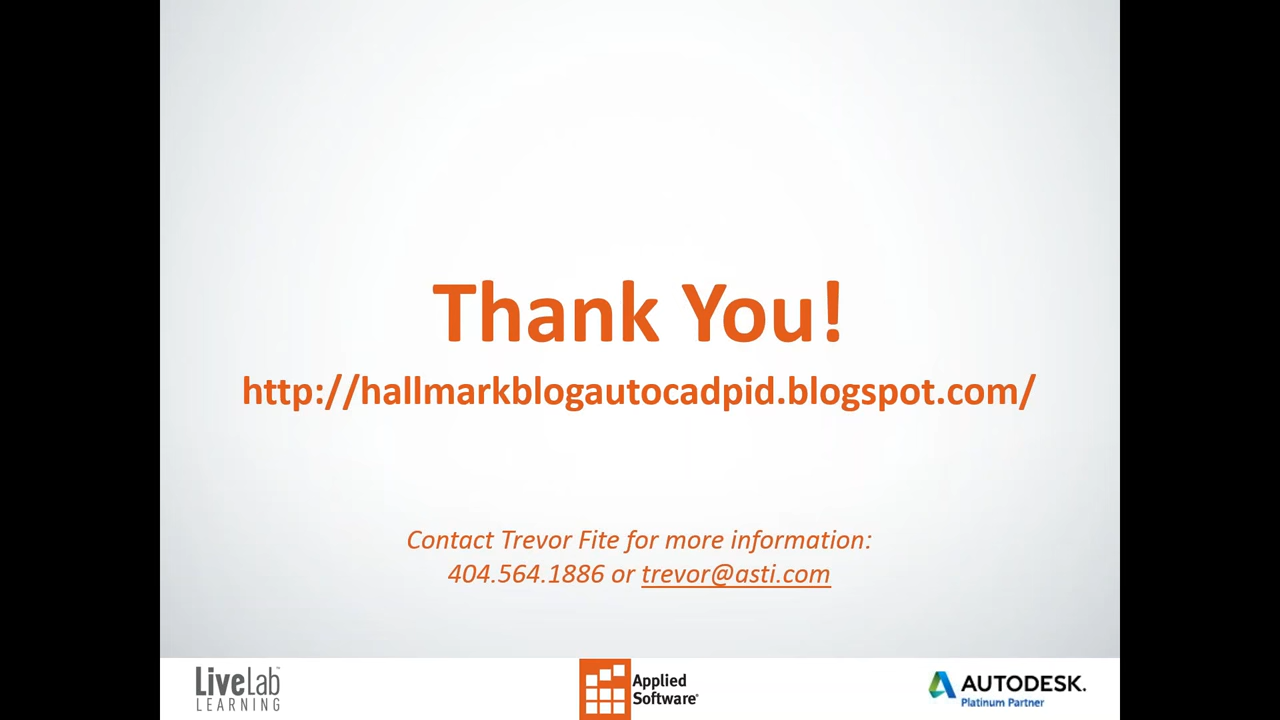 Thank You!
http://hallmarkblogautocadpid.blogspot.com/
Contact Trevor Fite for more information:
404.564.1886 or trevor@asti.com
LiveLab™
LEARNING
Applied
Software®
AUTODESK.
Platinum Partner